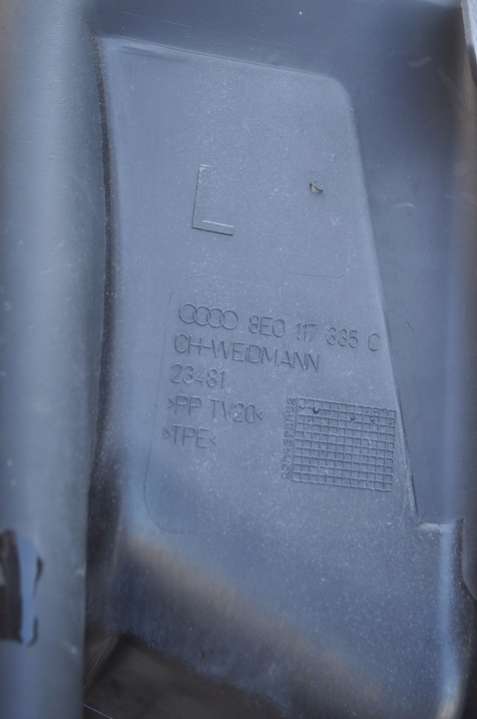 L
8E0 117 335 C
CH-WEIDMANN
23481
>PP TV20<
>TPE<